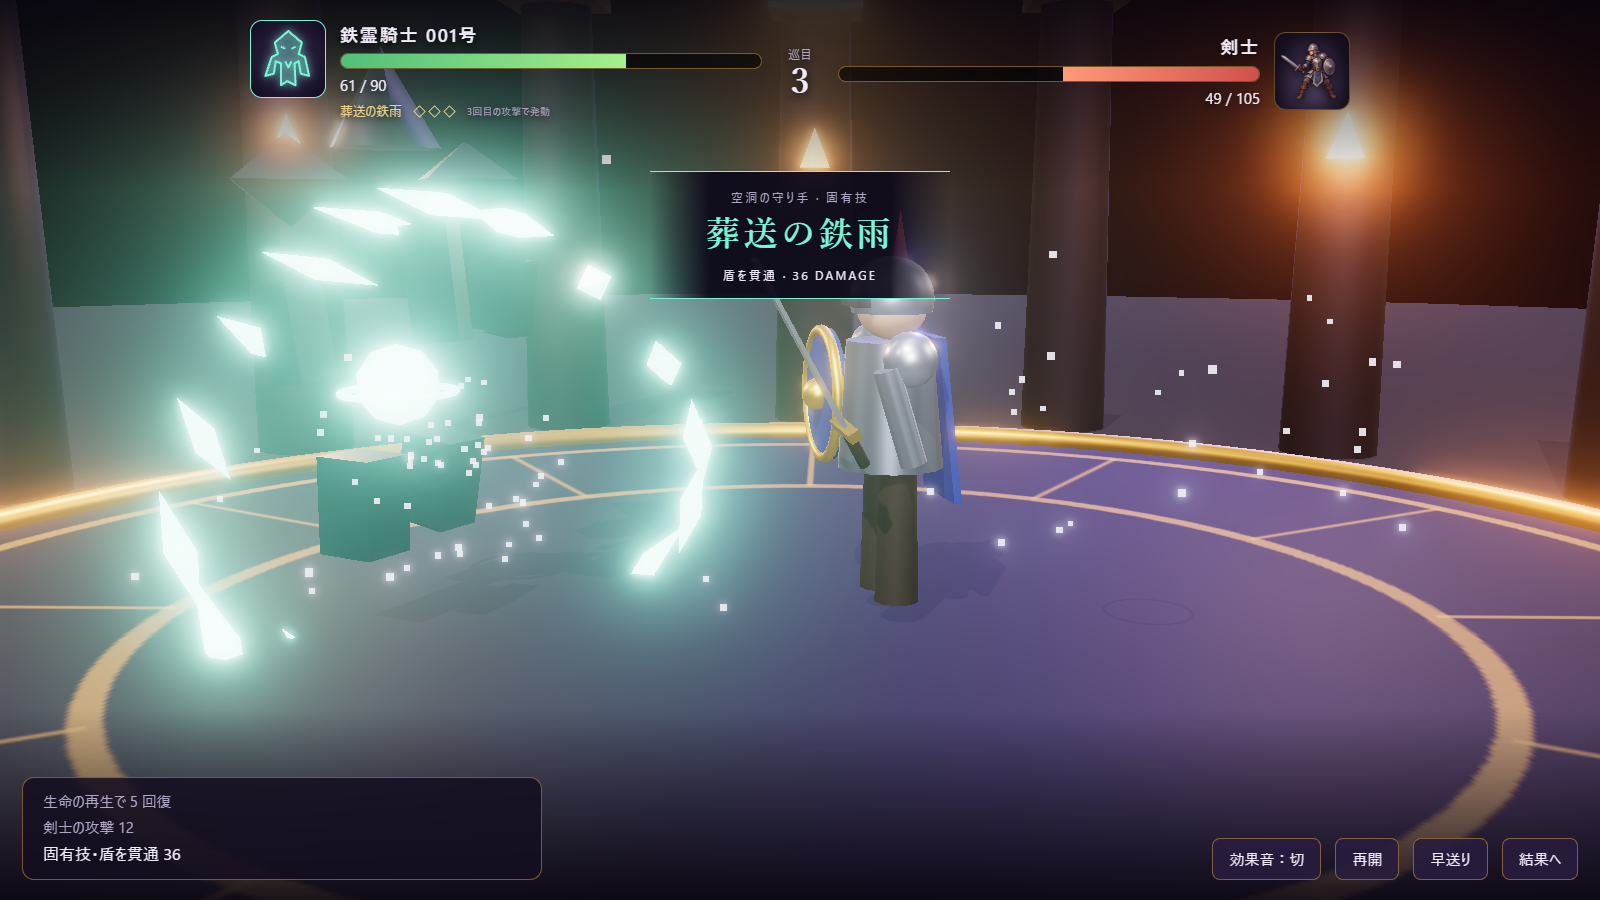 鉄霊騎士 001号
61 / 90
葬送の鉄雨 ◇◇◇ 3回目の攻撃で発動
巡目
3
剣士
49 / 105
空洞の守り手 · 固有技
葬送の鉄雨
盾を貫通 · 36 DAMAGE
生命の再生で 5 回復
剣士の攻撃 12
固有技・盾を貫通 36
効果音：切
再開
早送り
結果へ